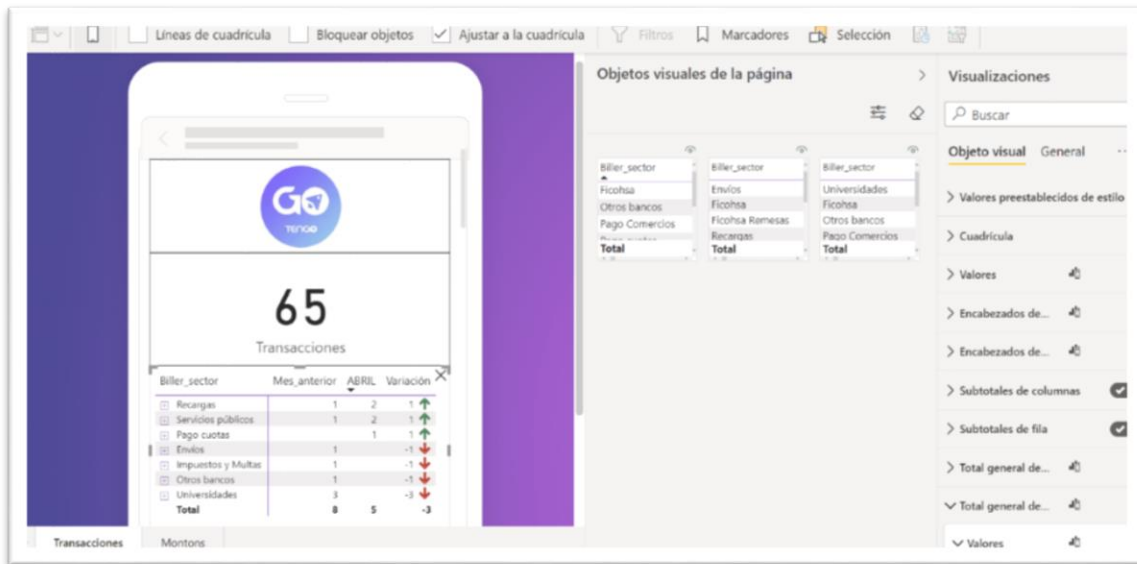 Líneas de cuadrícula Bloquear objetos Ajustar a la cuadrícula Filtros Marcadores Selección
GO
TENGO
65
Transacciones
Biller_sector Mes_anterior ABRIL Variación
Recargas 1 2 1
Servicios públicos 1 2 1
Pago cuotas 1 1
Envíos 1 -1
Impuestos y Multas 1 -1
Otros bancos 1 -1
Universidades 3 -3
Total 8 5 -3
Transacciones Montons
Objetos visuales de la página
Biller_sector
Ficohsa
Otros bancos
Pago Comercios
Total
Biller_sector
Envíos
Ficohsa
Ficohsa Remesas
Recargas
Total
Biller_sector
Universidades
Ficohsa
Otros bancos
Pago Comercios
Total
Visualizaciones
Buscar
Objeto visual General ...
Valores preestablecidos de estilo
Cuadrícula
Valores
Encabezados de...
Encabezados de...
Subtotales de columnas
Subtotales de fila
Total general de...
Total general de...
Valores